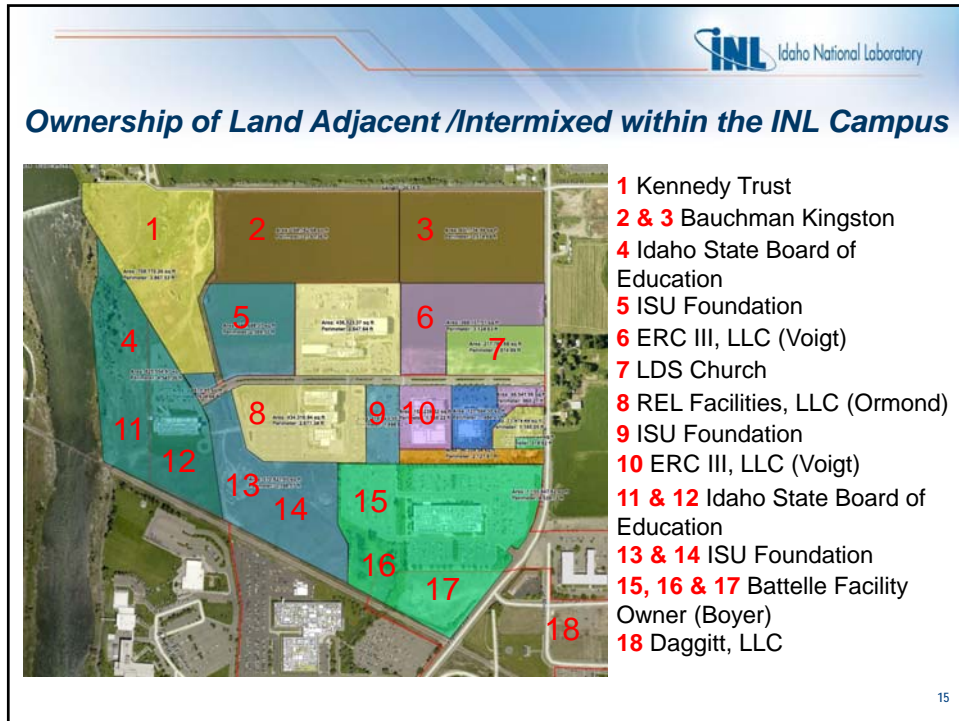 INL Idaho National Laboratory
Ownership of Land Adjacent /Intermixed within the INL Campus
1
2
3
4
5
6
7
8
9
10
11
12
13
14
15
16
17
18
1 Kennedy Trust
2 & 3 Bauchman Kingston
4 Idaho State Board of
Education
5 ISU Foundation
6 ERC III, LLC (Voigt)
7 LDS Church
8 REL Facilities, LLC (Ormond)
9 ISU Foundation
10 ERC III, LLC (Voigt)
11 & 12 Idaho State Board of
Education
13 & 14 ISU Foundation
15, 16 & 17 Battelle Facility
Owner (Boyer)
18 Daggitt, LLC
15